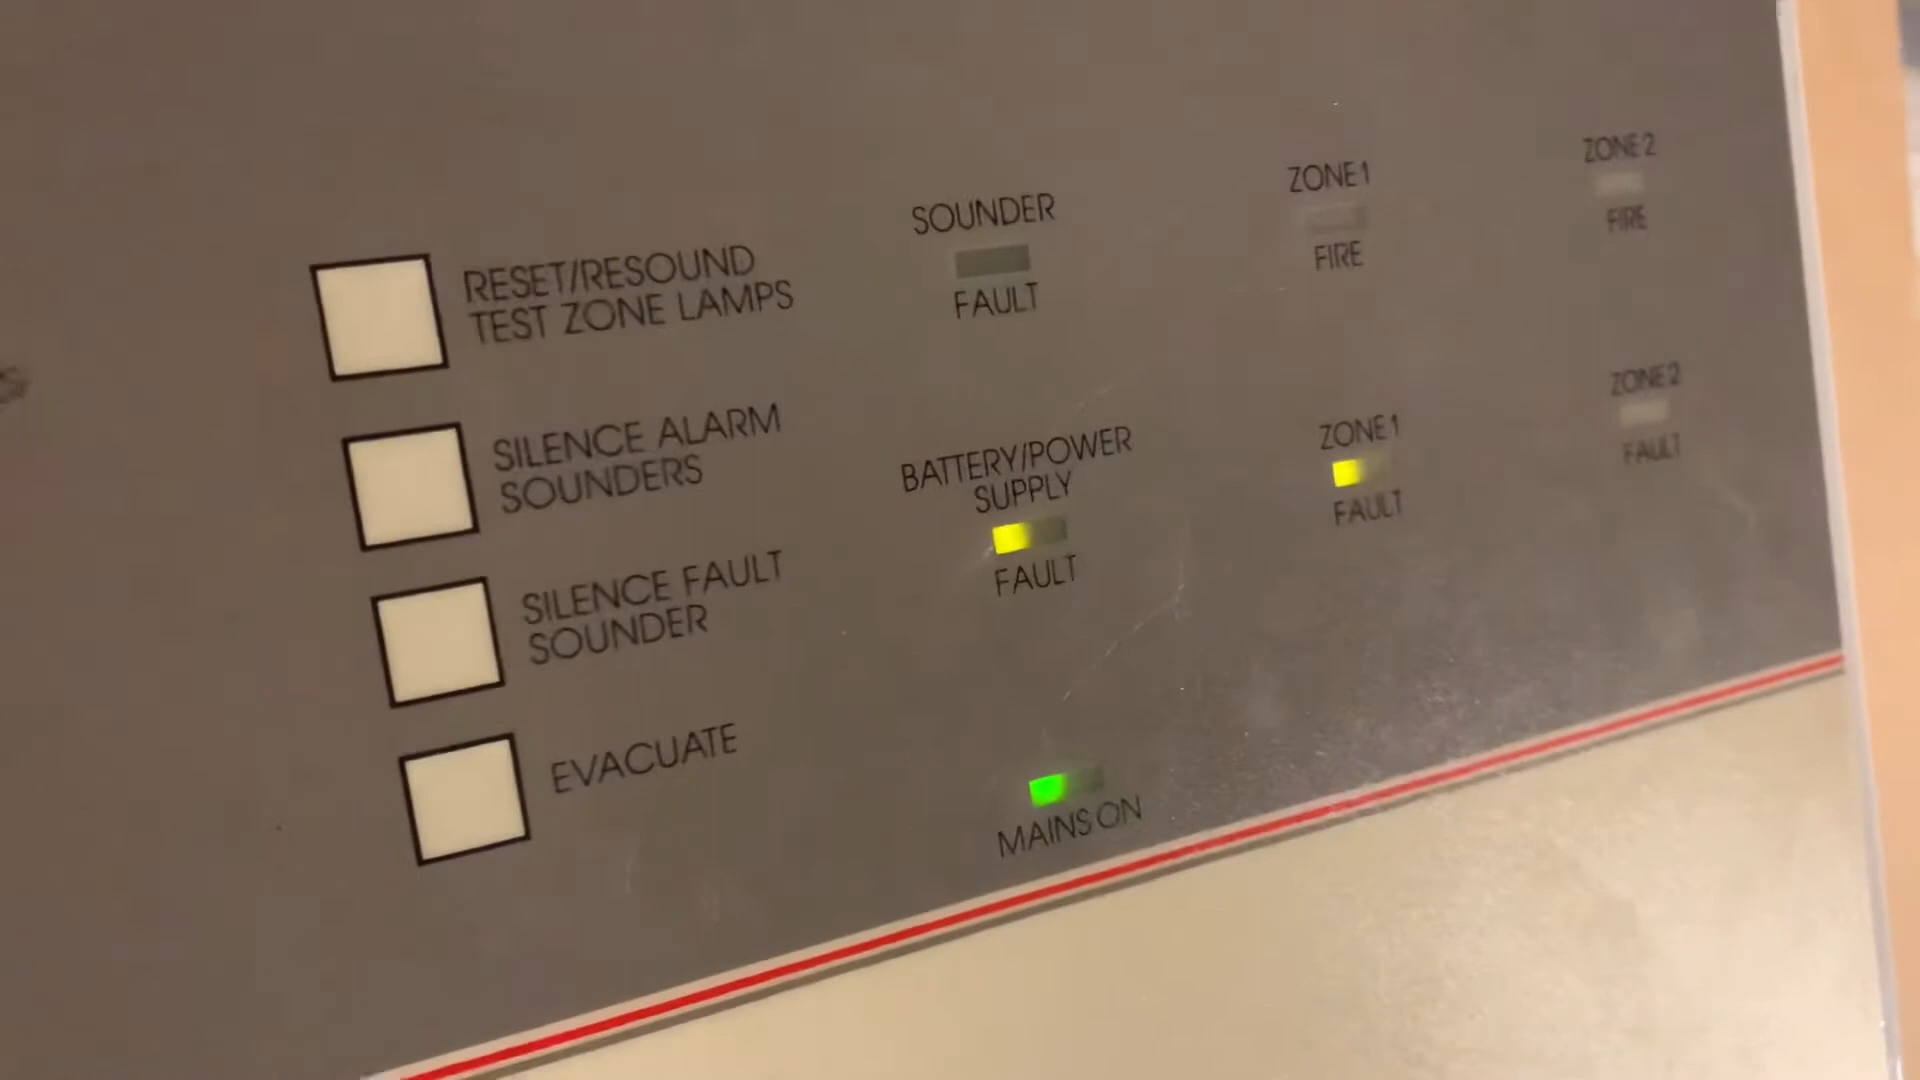 RESET/RESOUND
TEST ZONE LAMPS
SILENCE ALARM
SOUNDERS
SILENCE FAULT
SOUNDER
EVACUATE
SOUNDER
FAULT
BATTERY/POWER
SUPPLY
FAULT
MAINS ON
ZONE 1
FIRE
ZONE 1
FAULT
ZONE 2
FIRE
ZONE 2
FAULT